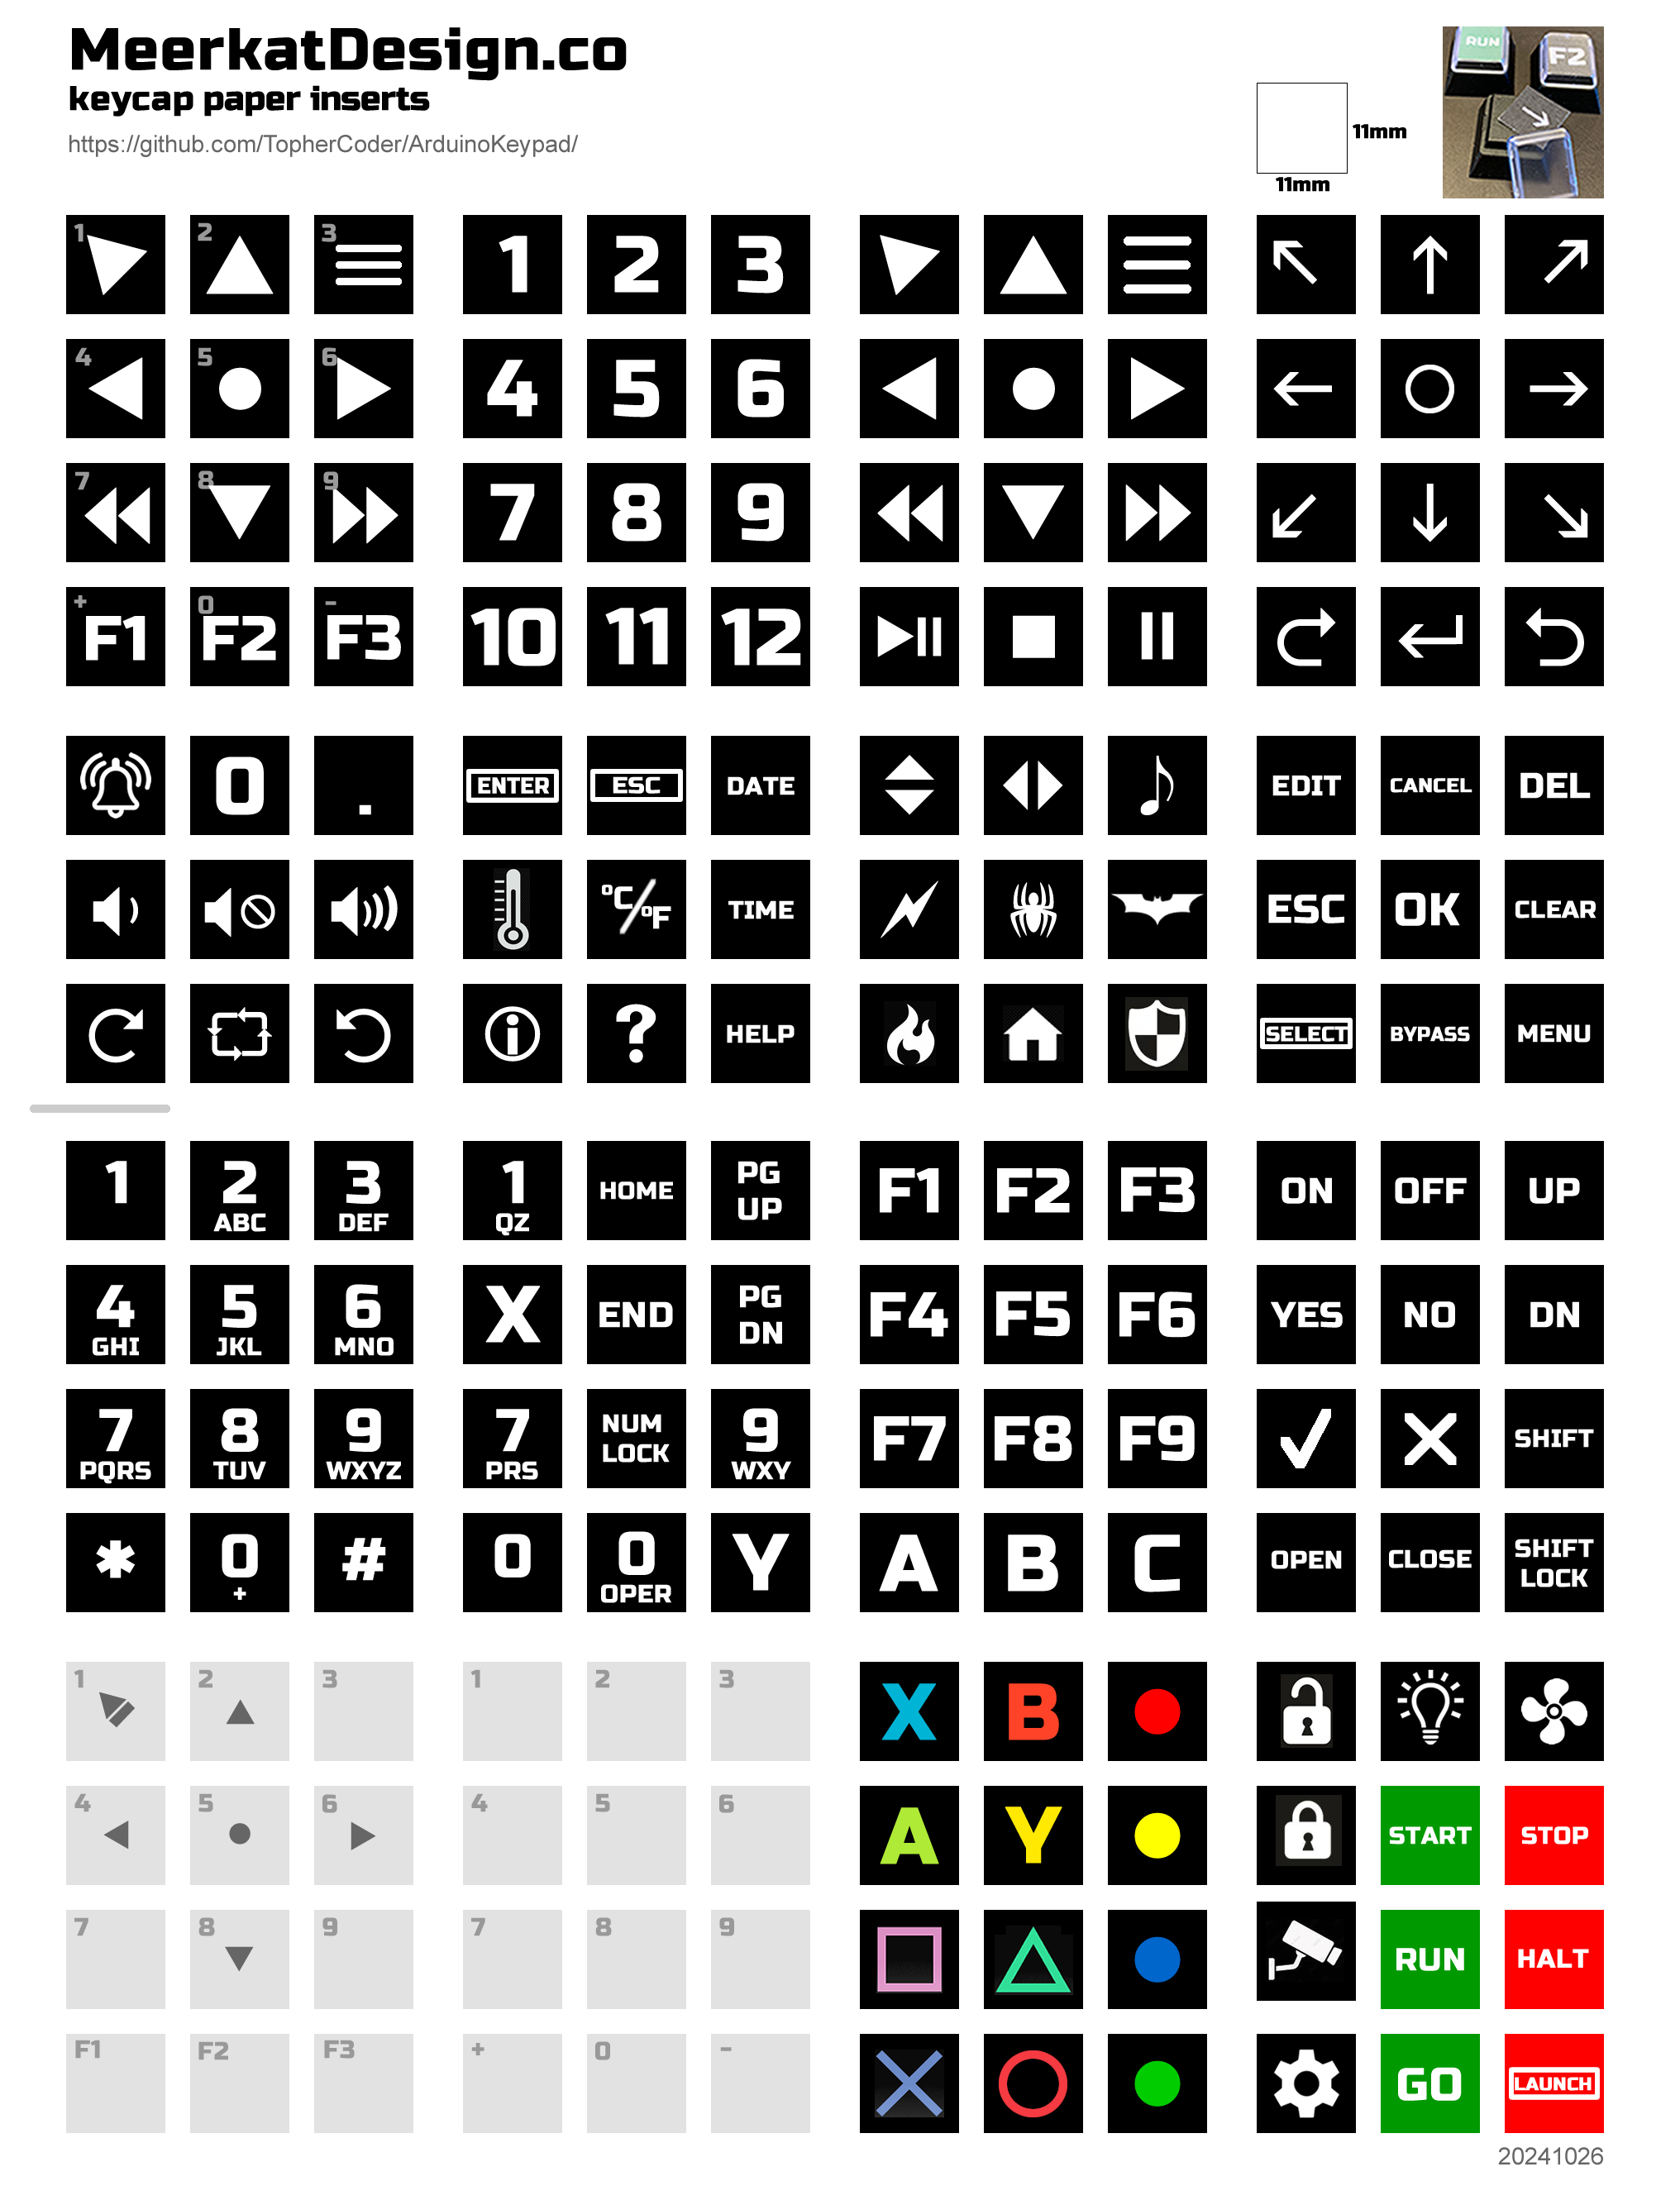 MeerkatDesign.co
keycap paper inserts
https://github.com/TopherCoder/ArduinoKeypad/
11mm
11mm
RUN
F2
1 2 3 1 2 3
4 5 6 4 5 6
7 8 9 7 8 9
+ F1 0 F2 - F3 10 11 12
0 . ENTER ESC DATE EDIT CANCEL DEL
°C/°F TIME ESC OK CLEAR
? HELP SELECT BYPASS MENU
1 2 ABC 3 DEF 1 QZ HOME PG UP F1 F2 F3 ON OFF UP
4 GHI 5 JKL 6 MNO X END PG DN F4 F5 F6 YES NO DN
7 PQRS 8 TUV 9 WXYZ 7 PRS NUM LOCK 9 WXY F7 F8 F9 SHIFT
* 0 + # 0 0 OPER Y A B C OPEN CLOSE SHIFT LOCK
1 2 3 1 2 3 X B
4 5 6 4 5 6 A Y START STOP
7 8 9 7 8 9 RUN HALT
F1 F2 F3 + 0 - GO LAUNCH
20241026